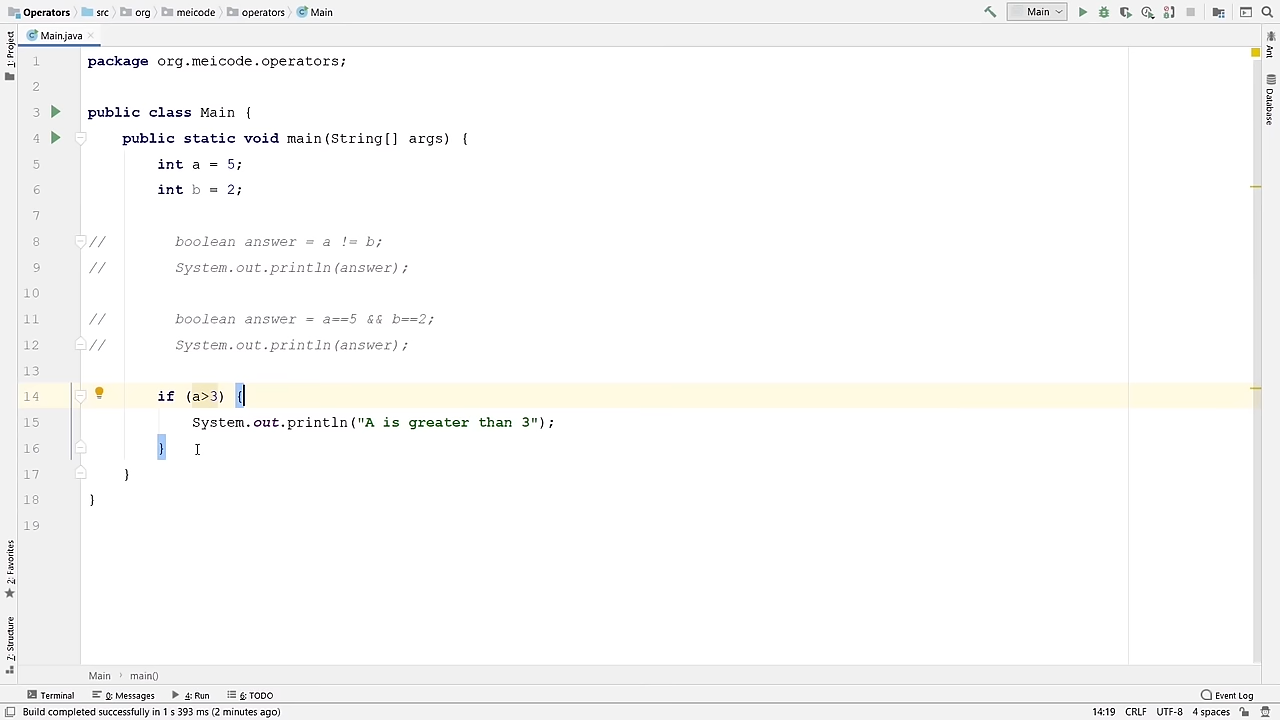 Operators src org meicode operators Main
Main
Main.java
1: Project
Ant
Database
1 package org.meicode.operators;
2
3 public class Main {
4 public static void main(String[] args) {
5 int a = 5;
6 int b = 2;
7
8 // boolean answer = a != b;
9 // System.out.println(answer);
10
11 // boolean answer = a==5 && b==2;
12 // System.out.println(answer);
13
14 if (a>3) {
15 System.out.println("A is greater than 3");
16 }
17 }
18 }
19
2: Favorites
7: Structure
Main main()
Terminal 0: Messages 4: Run 6: TODO Event Log
Build completed successfully in 1 s 393 ms (2 minutes ago) 14:19 CRLF UTF-8 4 spaces